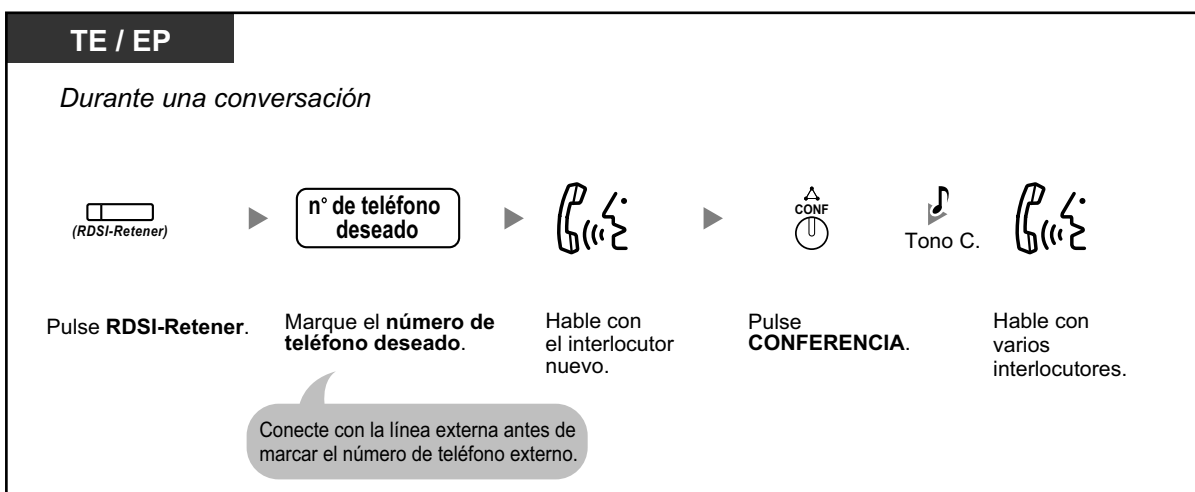 TE / EP
Durante una conversación
(RDSI-Retener)
n° de teléfono
deseado
CONF
Tono C.
Pulse RDSI-Retener.
Marque el número de
teléfono deseado.
Hable con
el interlocutor
nuevo.
Pulse
CONFERENCIA.
Hable con
varios
interlocutores.
Conecte con la línea externa antes de
marcar el número de teléfono externo.